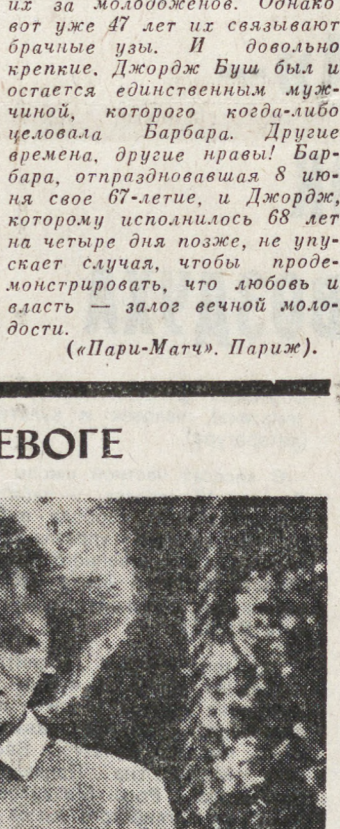 их за молодоженов. Однако
вот уже 47 лет их связывают
брачные узы. И довольно
крепкие. Джордж Буш был и
остается единственным муж-
чиной, которого когда-либо
целовала Барбара. Другие
времена, другие нравы! Бар-
бара, отпраздновавшая 8 ию-
ня свое 67-летие, и Джордж,
которому исполнилось 68 лет
на четыре дня позже, не упу-
скает случая, чтобы проде-
монстрировать, что любовь и
власть — залог вечной моло-
дости.
(«Пари-Матч». Париж).
ЕВОГЕ